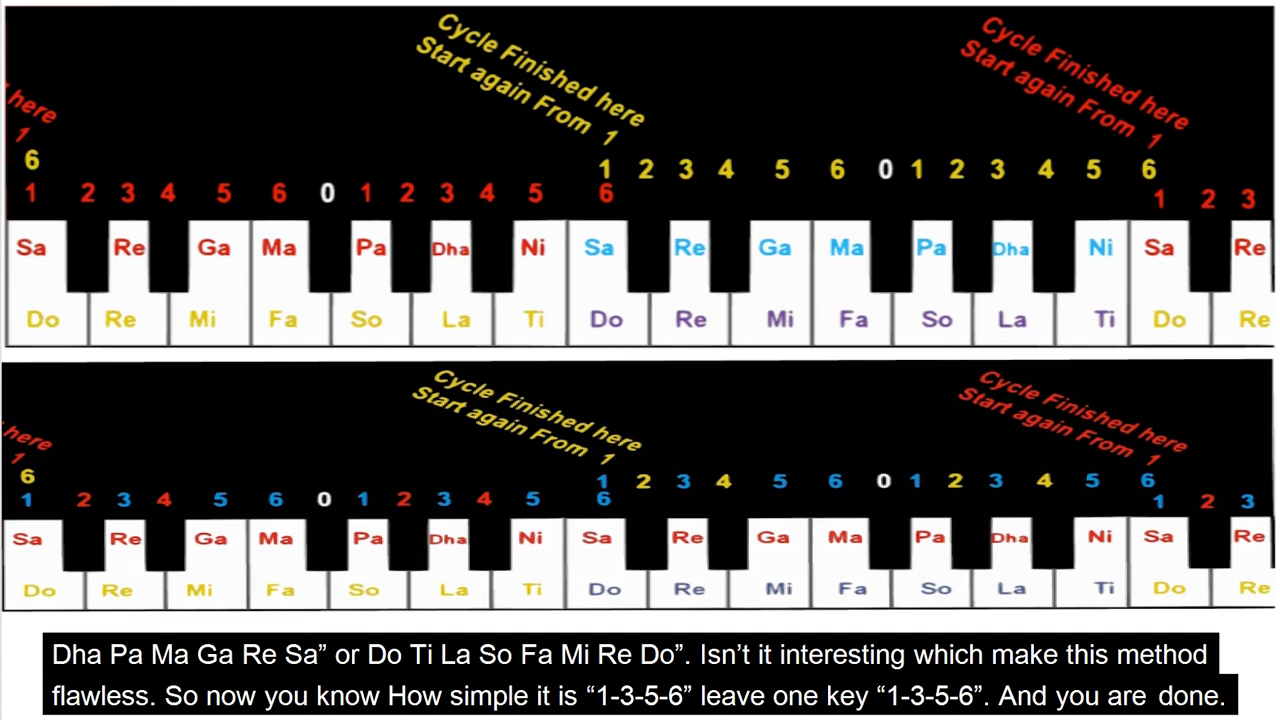 Cycle Finished here
Start again From 1
Cycle Finished here
Start again From 1
here
1
6
1 2 3 4 5 6 0 1 2 3 4 5 6
1 2 3 4 5 6 0 1 2 3 4 5 6
1 2 3
Sa Re Ga Ma Pa Dha Ni Sa Re Ga Ma Pa Dha Ni Sa Re
Do Re Mi Fa So La Ti Do Re Mi Fa So La Ti Do Re
Cycle Finished here
Start again From 1
Cycle Finished here
Start again From 1
here
1
6
1 2 3 4 5 6 0 1 2 3 4 5 6
1 2 3 4 5 6 0 1 2 3 4 5 6
1 2 3
Sa Re Ga Ma Pa Dha Ni Sa Re Ga Ma Pa Dha Ni Sa Re
Do Re Mi Fa So La Ti Do Re Mi Fa So La Ti Do Re
Dha Pa Ma Ga Re Sa” or Do Ti La So Fa Mi Re Do”. Isn’t it interesting which make this method
flawless. So now you know How simple it is “1-3-5-6” leave one key “1-3-5-6”. And you are done.